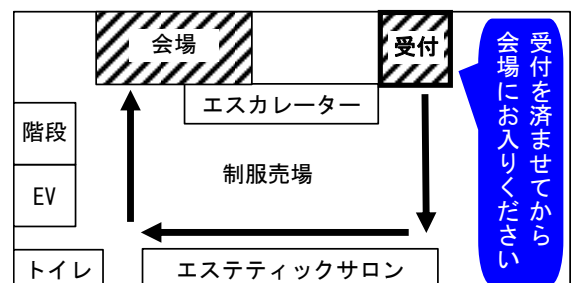 会場
受付
エスカレーター
階段
制服売場
EV
トイレ
エステティックサロン
受付を済ませてから
会場にお入りください